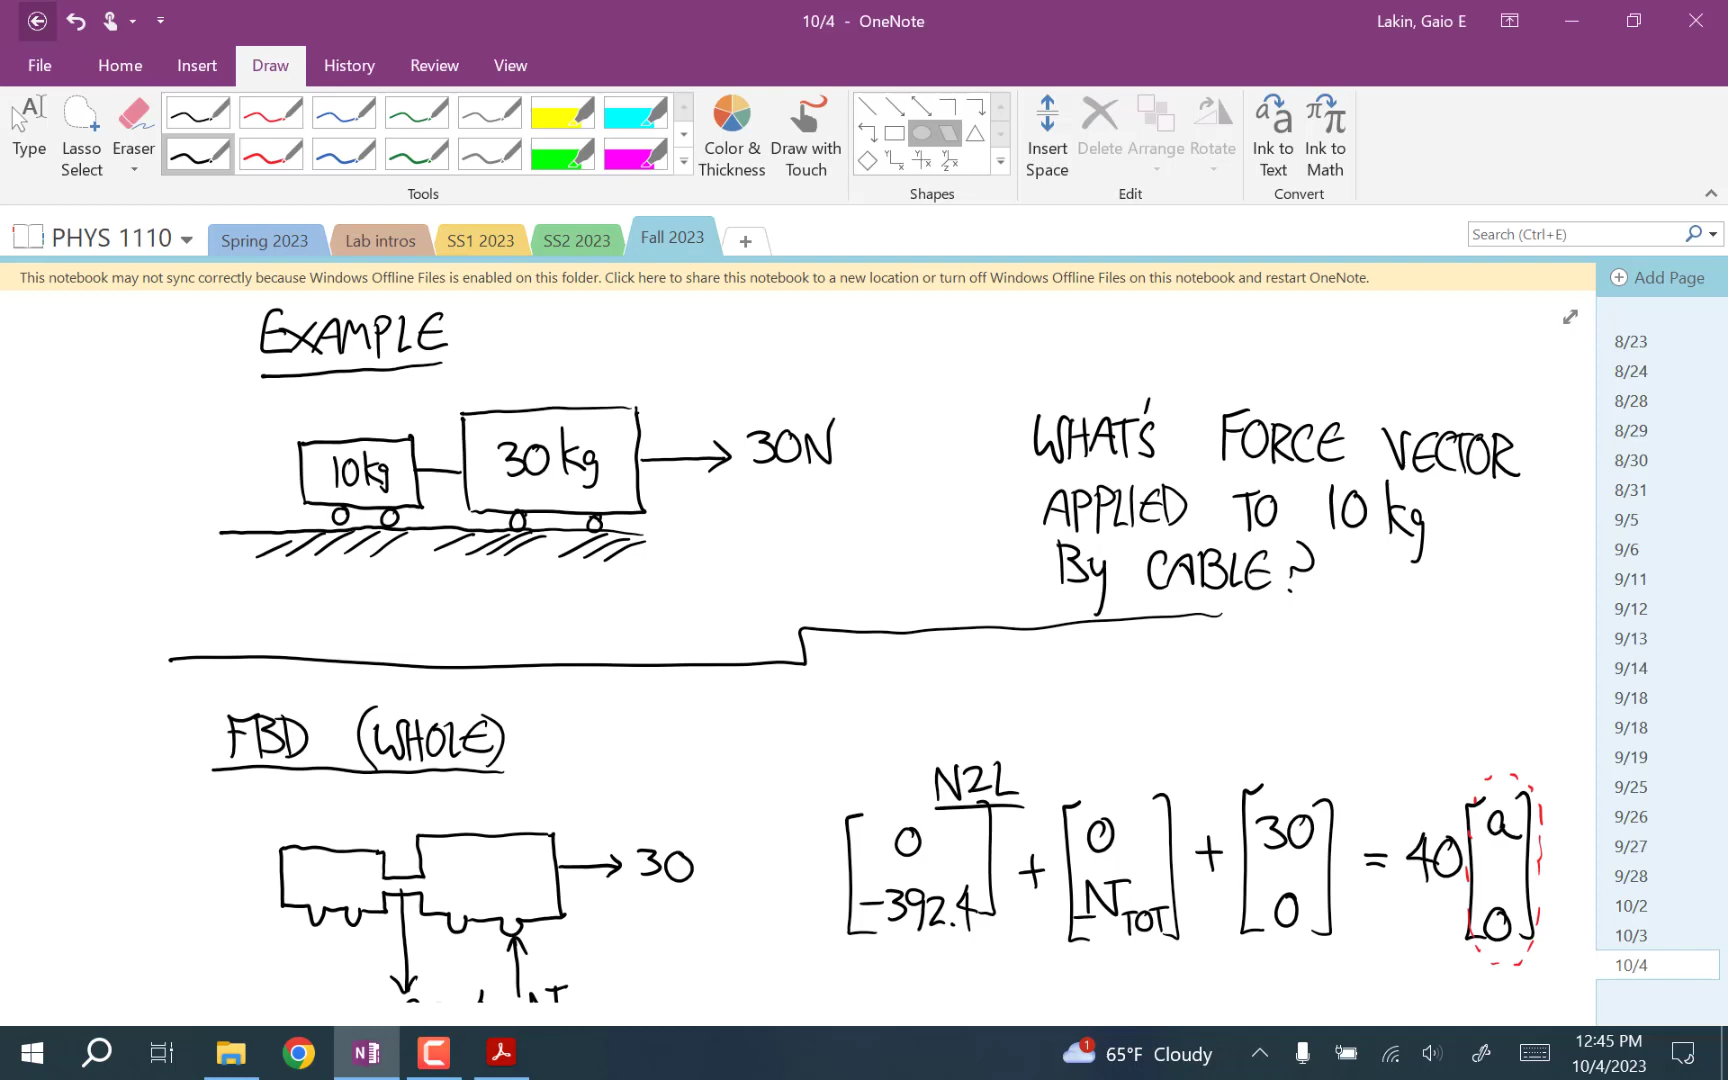 10/4 - OneNote
Lakin, Gaio E
File Home Insert Draw History Review View
Type
Lasso Select
Eraser
Color & Thickness
Draw with Touch
Insert Space
Delete
Arrange
Rotate
Ink to Text
Ink to Math
Tools
Shapes
Edit
Convert
PHYS 1110
Spring 2023
Lab intros
SS1 2023
SS2 2023
Fall 2023
Search (Ctrl+E)
This notebook may not sync correctly because Windows Offline Files is enabled on this folder. Click here to share this notebook to a new location or turn off Windows Offline Files on this notebook and restart OneNote.
Add Page
8/23
8/24
8/28
8/29
8/30
8/31
9/5
9/6
9/11
9/12
9/13
9/14
9/18
9/18
9/19
9/25
9/26
9/27
9/28
10/2
10/3
10/4
EXAMPLE
10kg
30kg
30N
WHAT'S FORCE VECTOR
APPLIED TO 10 kg
By CABLE?
FBD (WHOLE)
30
N2L
[0 -392.4] + [0 NTOT] + [30 0] = 40 [a 0]
1
65°F Cloudy
12:45 PM
10/4/2023